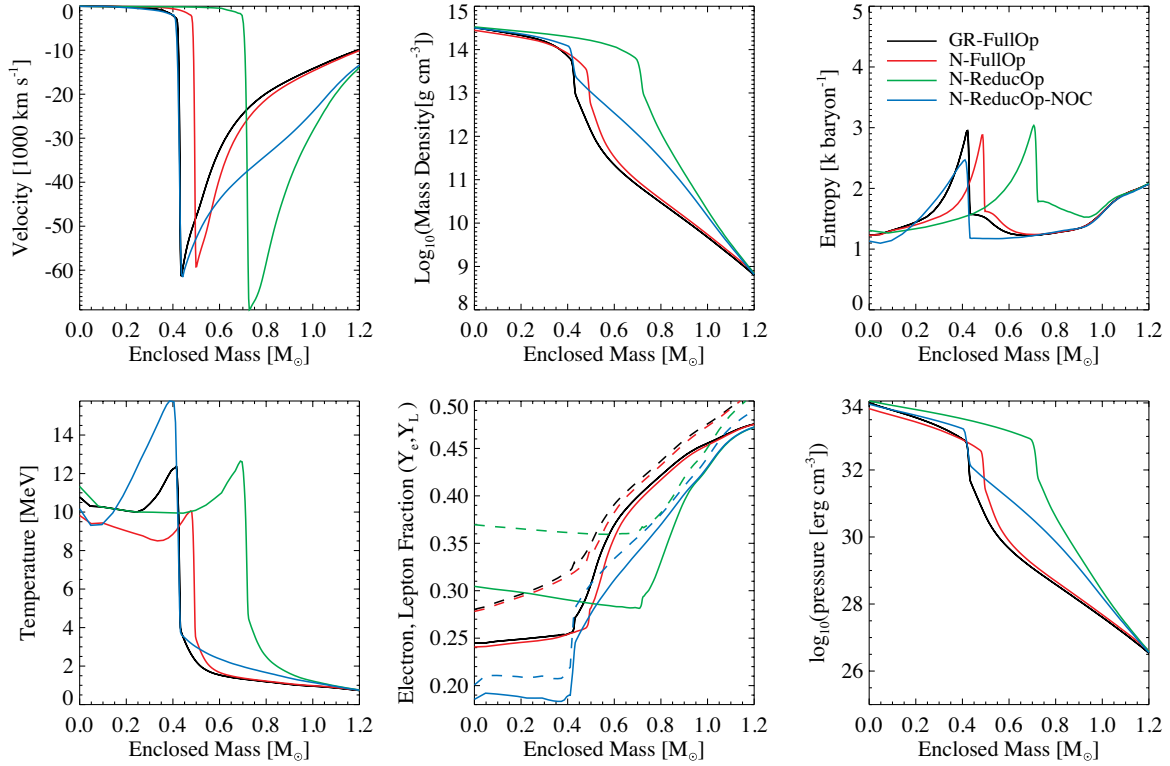 0
-10
-20
-30
-40
-50
-60
Velocity [1000 km s⁻¹]
0.0 0.2 0.4 0.6 0.8 1.0 1.2
Enclosed Mass [M☉]
15
14
13
12
11
10
9
8
Log₁₀(Mass Density[g cm⁻³])
0.0 0.2 0.4 0.6 0.8 1.0 1.2
Enclosed Mass [M☉]
5
4
3
2
1
0
Entropy [k baryon⁻¹]
GR-FullOp
N-FullOp
N-ReducOp
N-ReducOp-NOC
0.0 0.2 0.4 0.6 0.8 1.0 1.2
Enclosed Mass [M☉]
14
12
10
8
6
4
2
0
Temperature [MeV]
0.0 0.2 0.4 0.6 0.8 1.0 1.2
Enclosed Mass [M☉]
0.50
0.45
0.40
0.35
0.30
0.25
0.20
Electron, Lepton Fraction (Yₑ,Y_L)
0.0 0.2 0.4 0.6 0.8 1.0 1.2
Enclosed Mass [M☉]
34
32
30
28
26
log₁₀(pressure [erg cm⁻³])
0.0 0.2 0.4 0.6 0.8 1.0 1.2
Enclosed Mass [M☉]